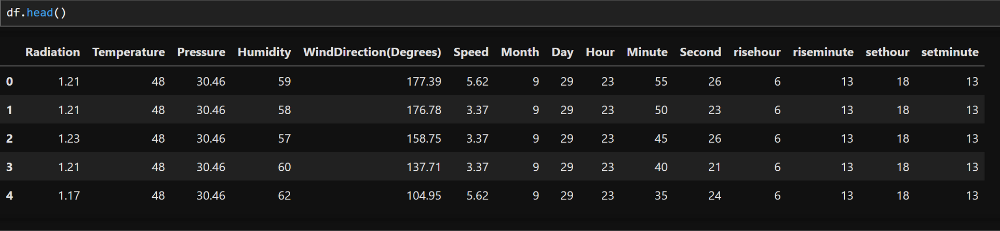 df.head()
Radiation Temperature Pressure Humidity WindDirection(Degrees) Speed Month Day Hour Minute Second risehour riseminute sethour setminute
0 1.21 48 30.46 59 177.39 5.62 9 29 23 55 26 6 13 18 13
1 1.21 48 30.46 58 176.78 3.37 9 29 23 50 23 6 13 18 13
2 1.23 48 30.46 57 158.75 3.37 9 29 23 45 26 6 13 18 13
3 1.21 48 30.46 60 137.71 3.37 9 29 23 40 21 6 13 18 13
4 1.17 48 30.46 62 104.95 5.62 9 29 23 35 24 6 13 18 13